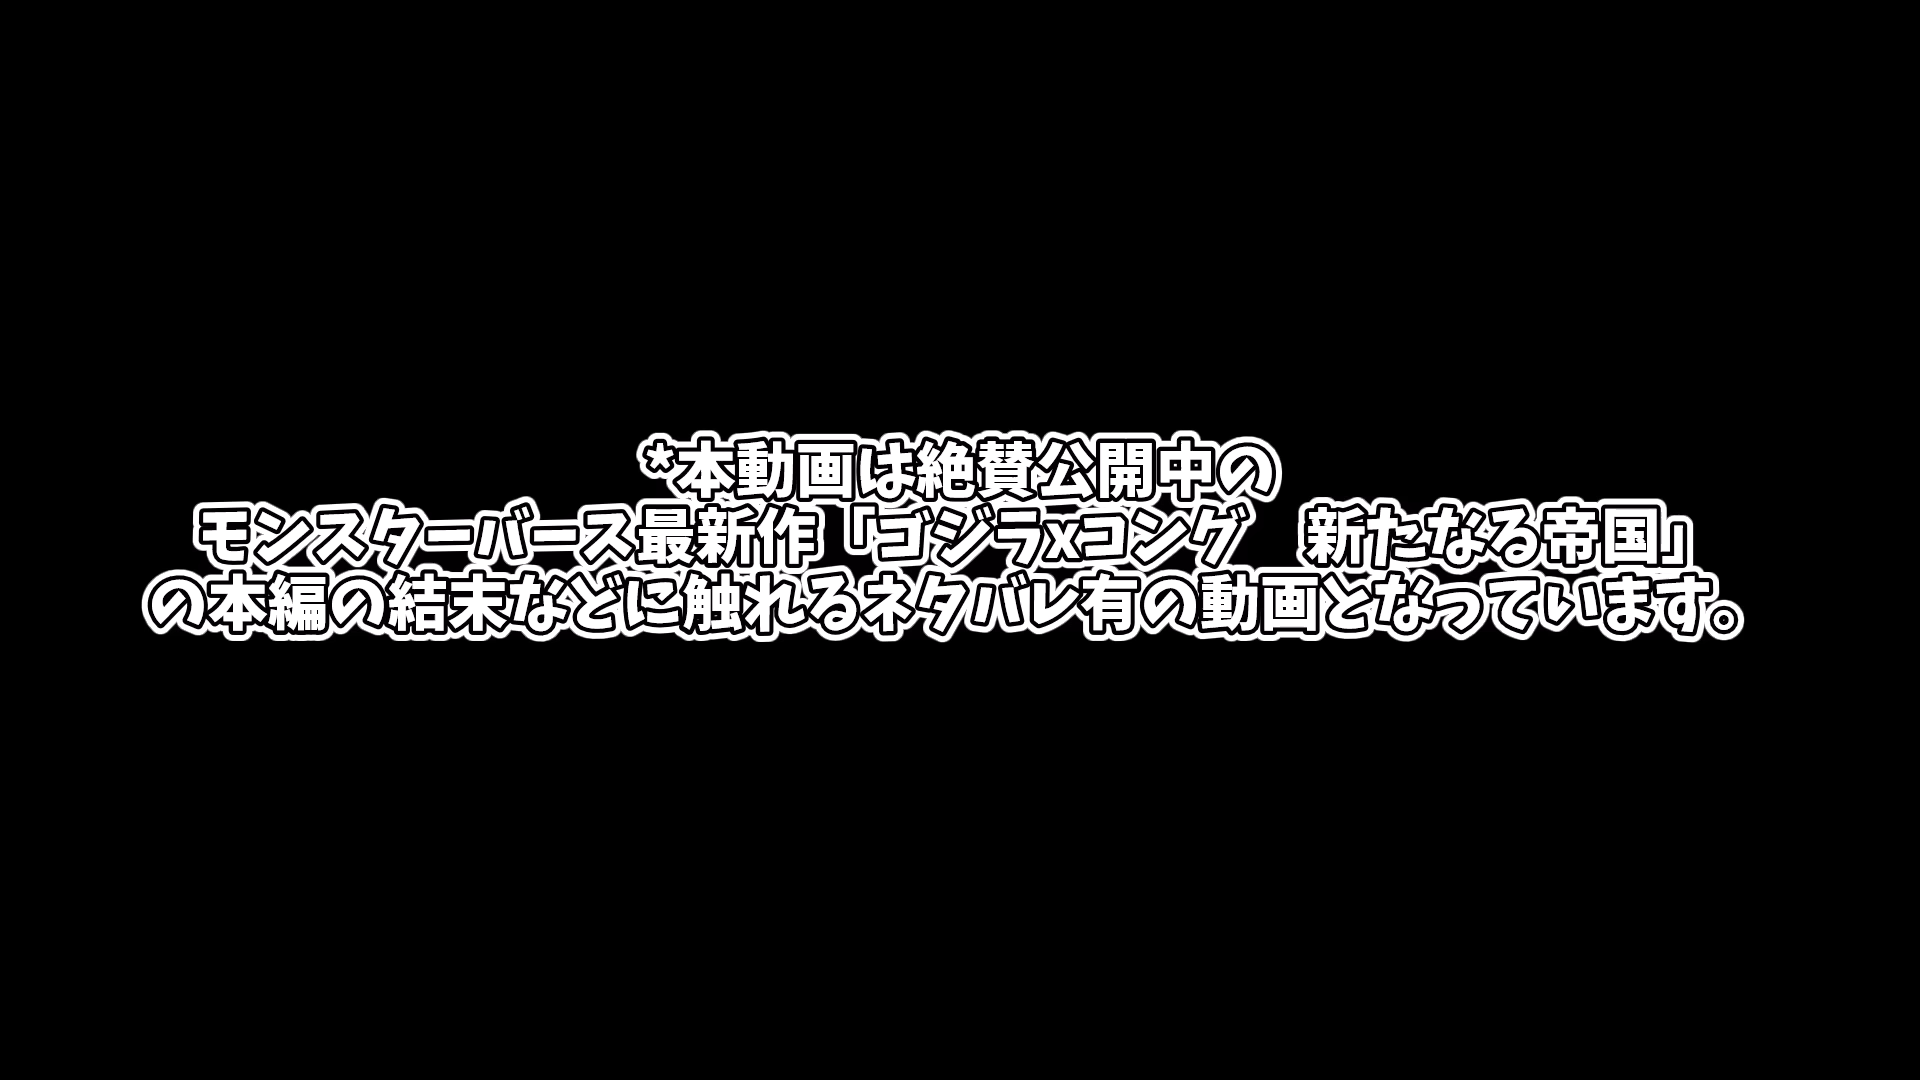 *本動画は絶賛公開中の
モンスターバース最新作「ゴジラxコング　新たなる帝国」
の本編の結末などに触れるネタバレ有の動画となっています。